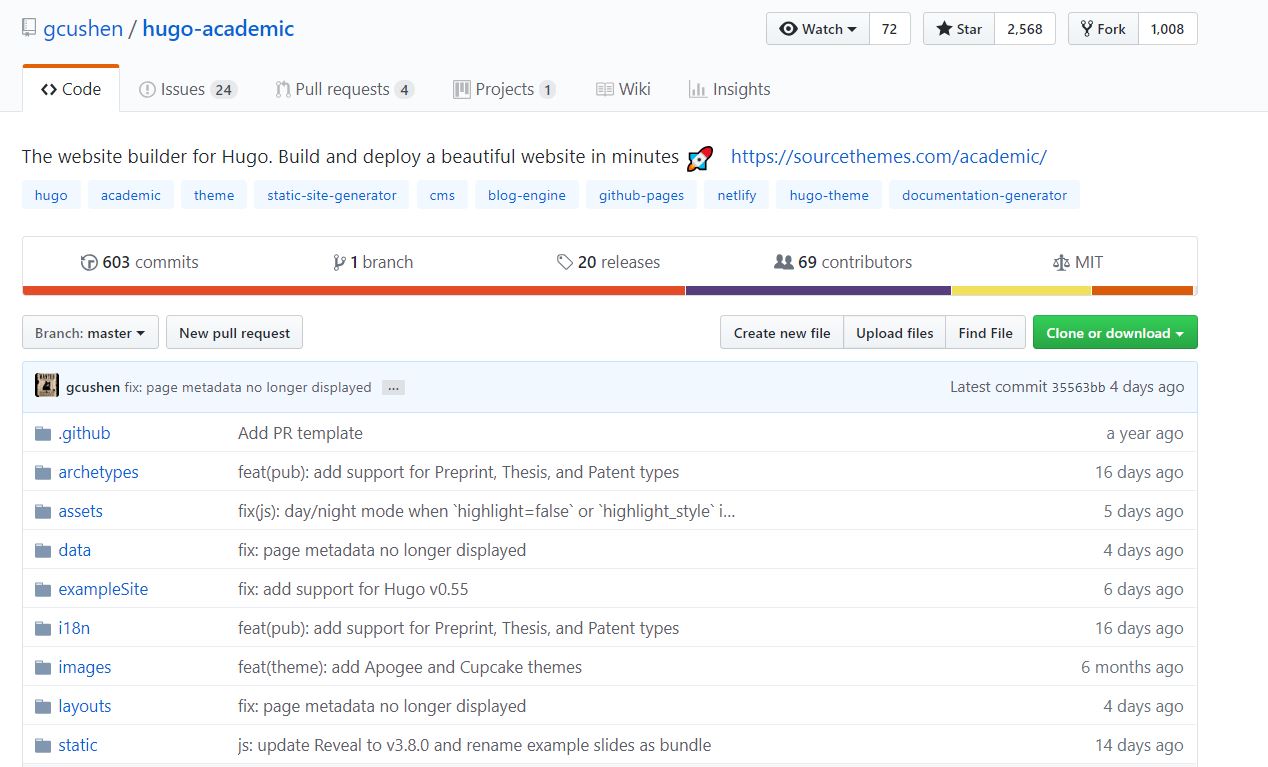 gcushen / hugo-academic Watch 72 Star 2,568 Fork 1,008
Code Issues 24 Pull requests 4 Projects 1 Wiki Insights
The website builder for Hugo. Build and deploy a beautiful website in minutes 🚀 https://sourcethemes.com/academic/
hugo academic theme static-site-generator cms blog-engine github-pages netlify hugo-theme documentation-generator
603 commits 1 branch 20 releases 69 contributors MIT
Branch: master New pull request Create new file Upload files Find File Clone or download
gcushen fix: page metadata no longer displayed ... Latest commit 35563bb 4 days ago
.github Add PR template a year ago
archetypes feat(pub): add support for Preprint, Thesis, and Patent types 16 days ago
assets fix(js): day/night mode when `highlight=false` or `highlight_style` i... 5 days ago
data fix: page metadata no longer displayed 4 days ago
exampleSite fix: add support for Hugo v0.55 6 days ago
i18n feat(pub): add support for Preprint, Thesis, and Patent types 16 days ago
images feat(theme): add Apogee and Cupcake themes 6 months ago
layouts fix: page metadata no longer displayed 4 days ago
static js: update Reveal to v3.8.0 and rename example slides as bundle 14 days ago